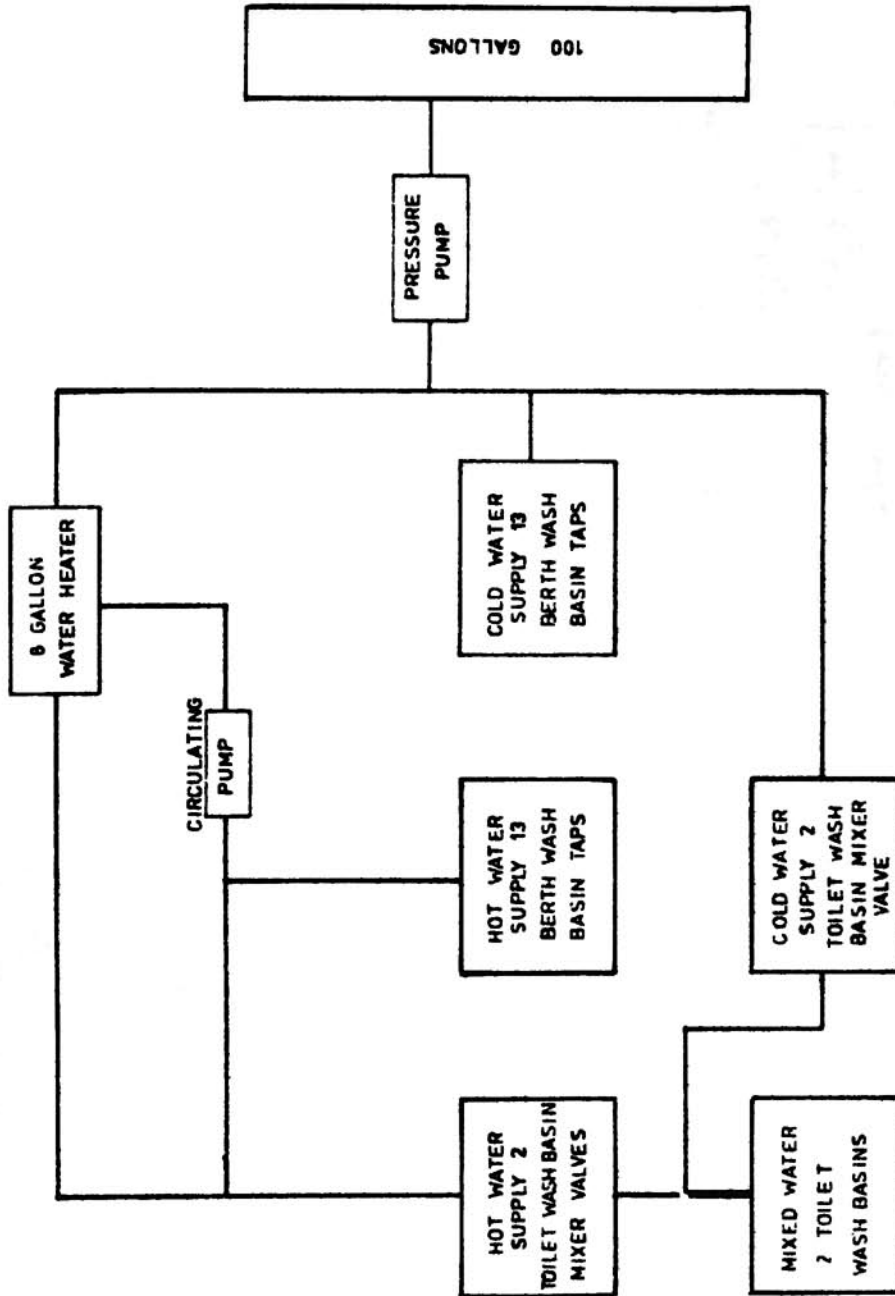 8 GALLON
WATER HEATER
CIRCULATING
PUMP
PRESSURE
PUMP
100 GALLONS
HOT WATER
SUPPLY 2
TOILET WASH BASIN
MIXER VALVES
HOT WATER
SUPPLY 13
BERTH WASH
BASIN TAPS
COLD WATER
SUPPLY 13
BERTH WASH
BASIN TAPS
MIXED WATER
2 TOILET
WASH BASINS
COLD WATER
SUPPLY 2
TOILET WASH
BASIN MIXER
VALVE